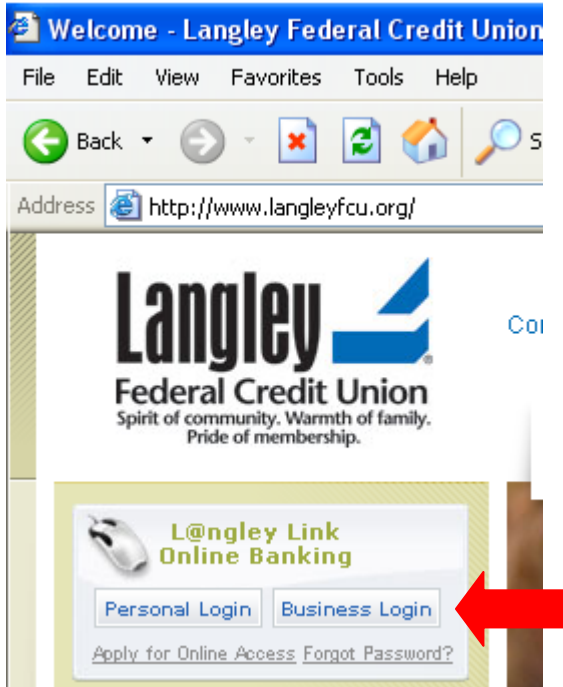 Welcome - Langley Federal Credit Union
File Edit View Favorites Tools Help
Back S
Address http://www.langleyfcu.org/
Langley
Federal Credit Union
Spirit of community. Warmth of family.
Pride of membership.
Cor
L@ngley Link
Online Banking
Personal Login Business Login
Apply for Online Access Forgot Password?